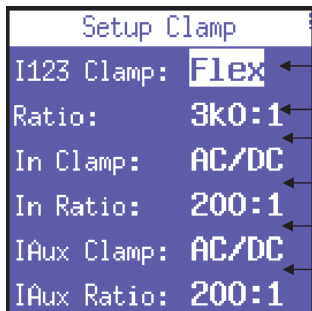 Setup Clamp
I123 Clamp: Flex
Ratio: 3k0:1
In Clamp: AC/DC
In Ratio: 200:1
IAux Clamp: AC/DC
IAux Ratio: 200:1